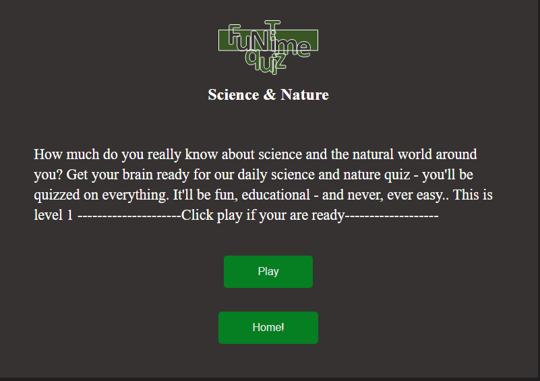 FuNTime
quiz
Science & Nature
How much do you really know about science and the natural world around
you? Get your brain ready for our daily science and nature quiz - you'll be
quizzed on everything. It'll be fun, educational - and never, ever easy.. This is
level 1 ---------------------Click play if your are ready-------------------
Play
Home!